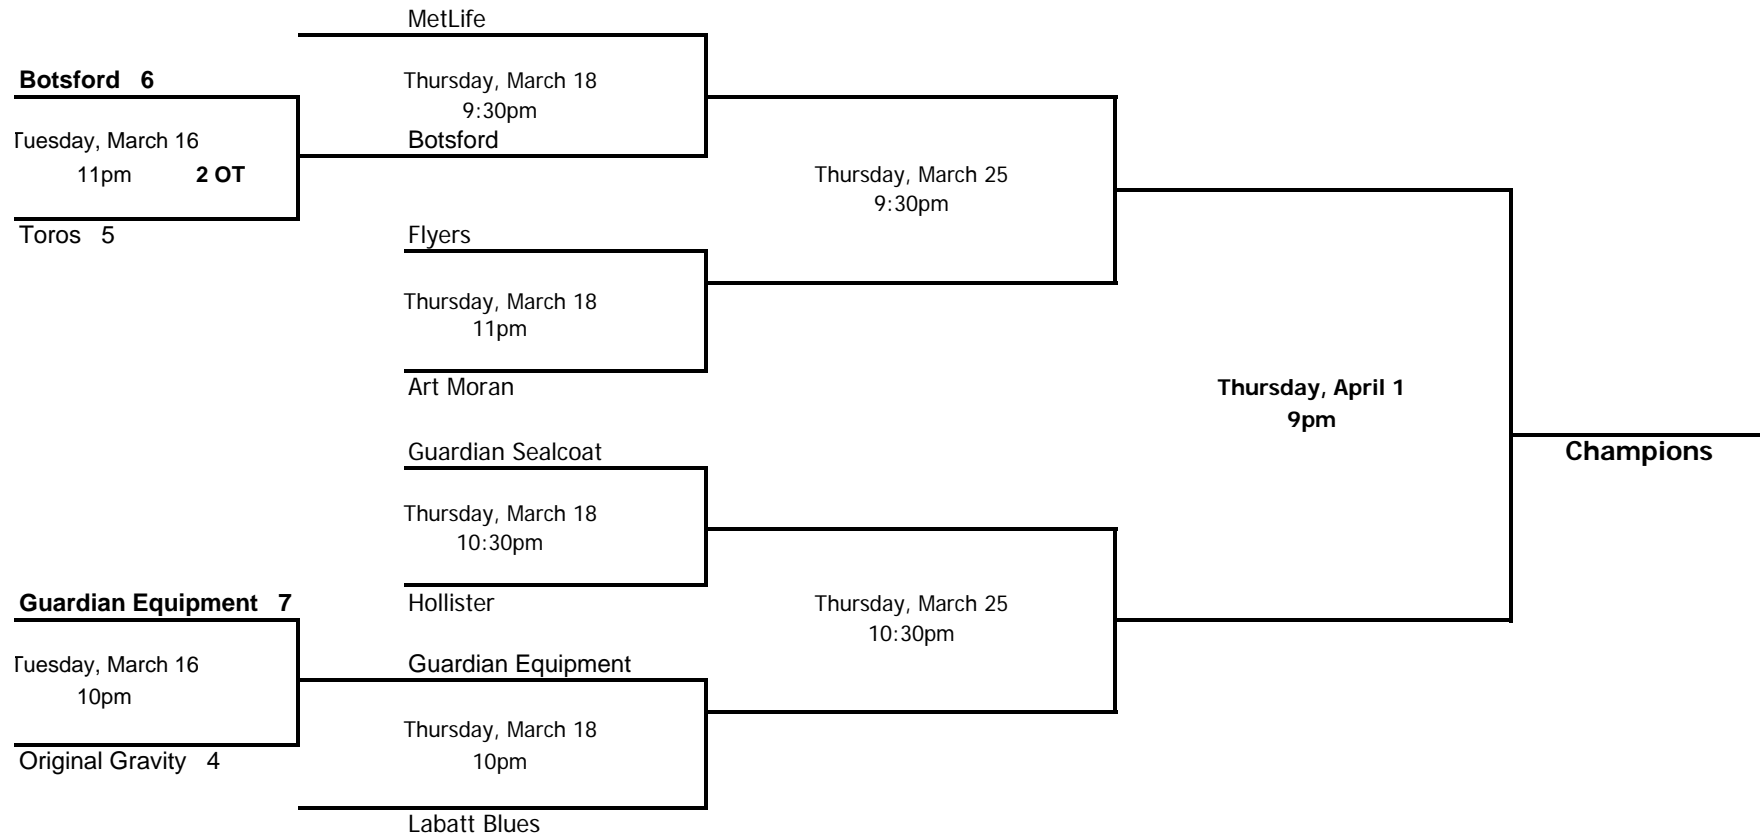 MetLife
Botsford 6
Thursday, March 18
9:30pm
Tuesday, March 16
Botsford
11pm 2 OT
Thursday, March 25
9:30pm
Toros 5
Flyers
Thursday, March 18
11pm
Art Moran
Thursday, April 1
9pm
Guardian Sealcoat
Champions
Thursday, March 18
10:30pm
Guardian Equipment 7
Hollister
Thursday, March 25
10:30pm
Tuesday, March 16
Guardian Equipment
10pm
Thursday, March 18
10pm
Original Gravity 4
Labatt Blues